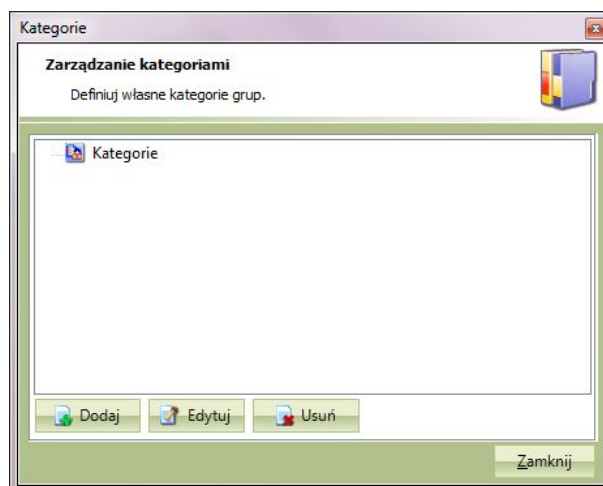 Kategorie
Zarządzanie kategoriami
Definiuj własne kategorie grup.
Kategorie
Dodaj Edytuj Usuń
Zamknij